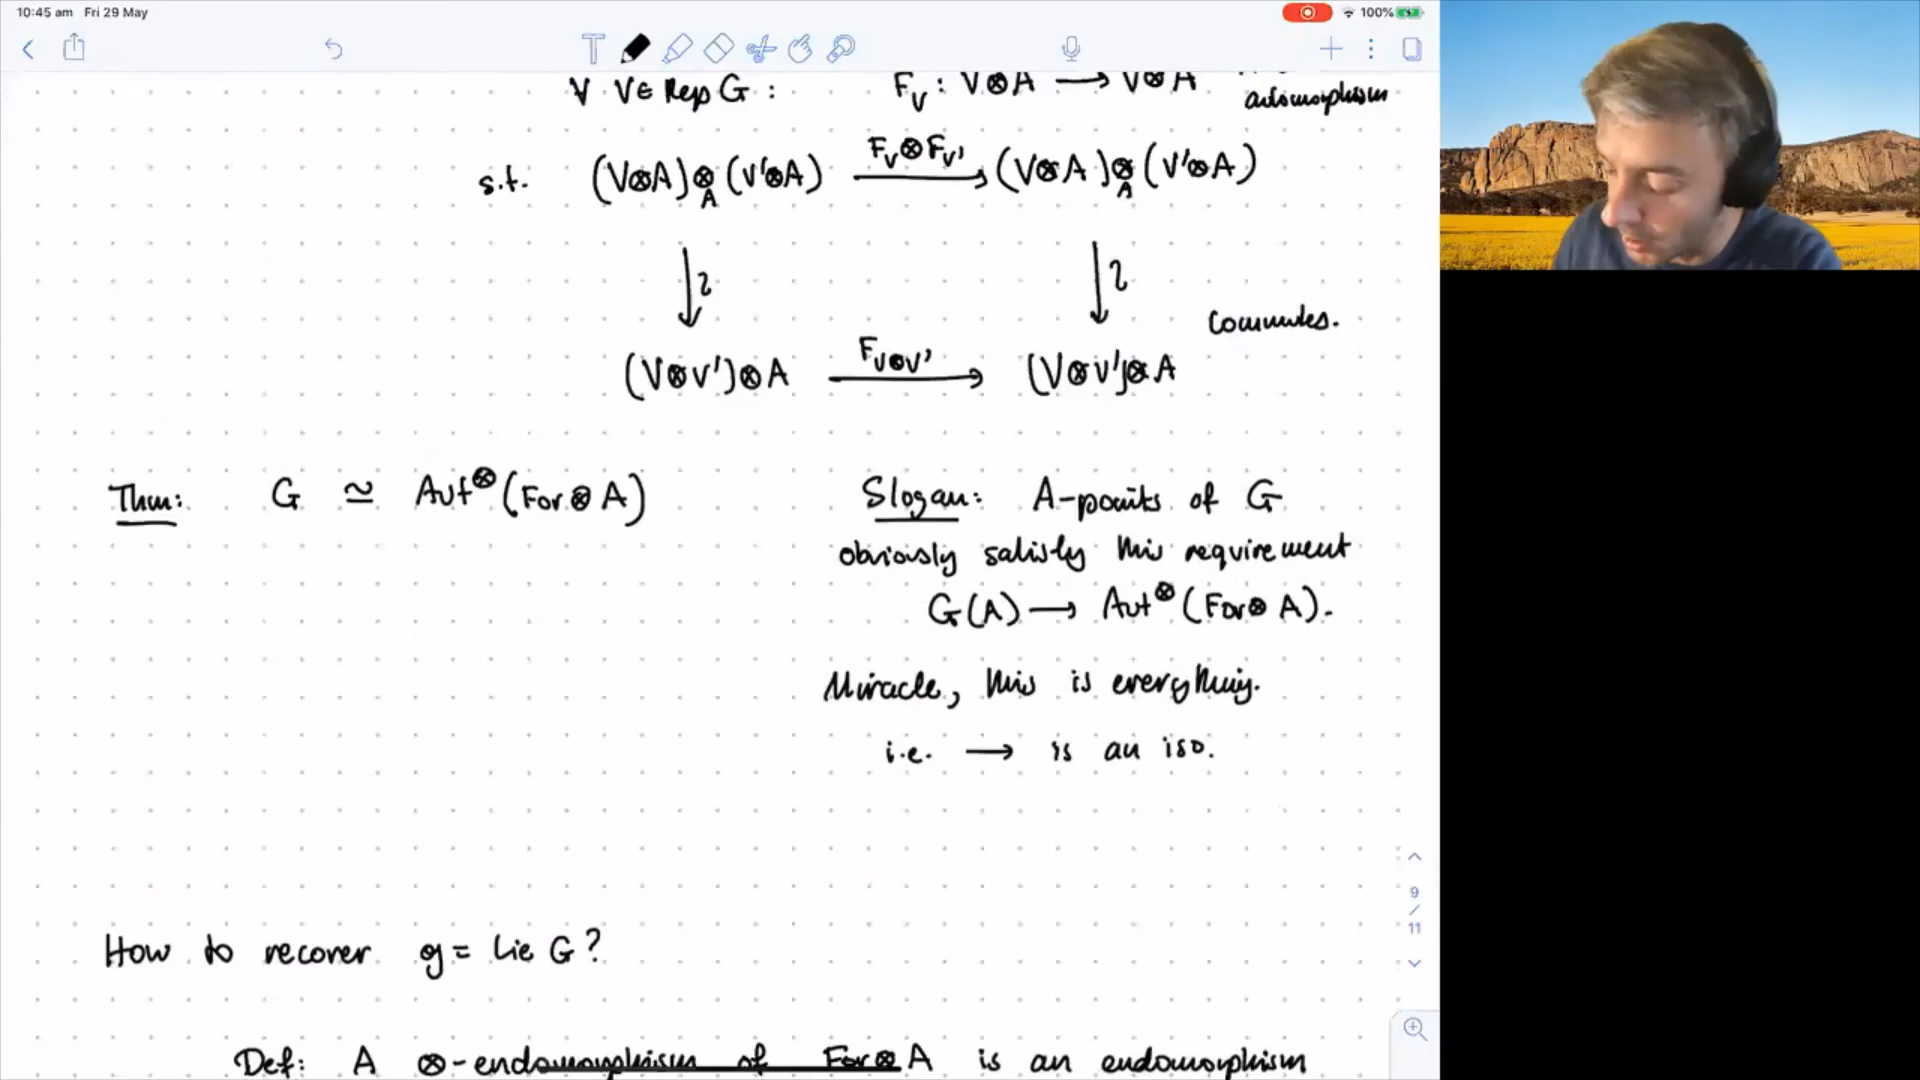 10:45 am Fri 29 May
100%
∀ V ∈ Rep G : F_V : V⊗A → V⊗A
automorphism
s.t. (V⊗A)⊗_A(V'⊗A) —F_V⊗F_V'→ (V⊗A)⊗_A(V'⊗A)
↓≀ ↓≀
commutes.
(V⊗V')⊗A —F_{V⊗V'}→ (V⊗V')⊗A
Thm: G ≃ Aut^⊗(For⊗A)
Slogan: A-points of G
obviously satisfy this requirement
G(A) → Aut^⊗(For⊗A).
Miracle, this is everything.
i.e. → is an iso.
9
/
11
How to recover g = Lie G?
Def: A ⊗-endomorphism of For⊗A is an endomorphism